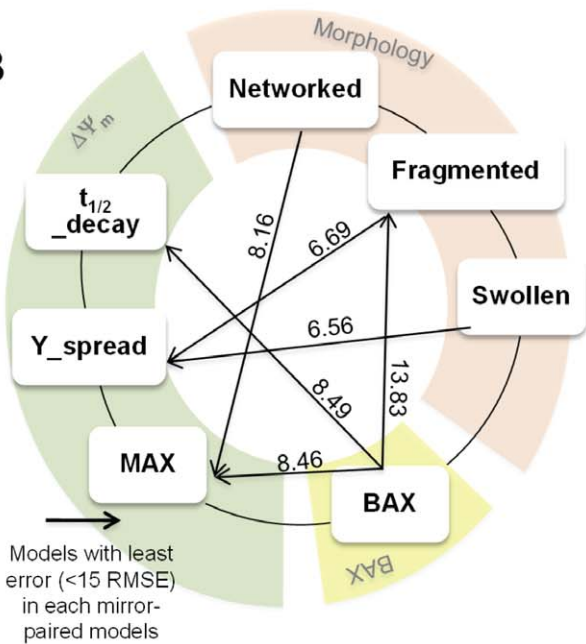 B
Morphology
ΔΨm
Networked
Fragmented
t1/2
_decay
8.16
6.69
Swollen
Y_spread
6.56
8.49
13.83
MAX
8.46
BAX
BAX
Models with least
error (<15 RMSE)
in each mirror-
paired models